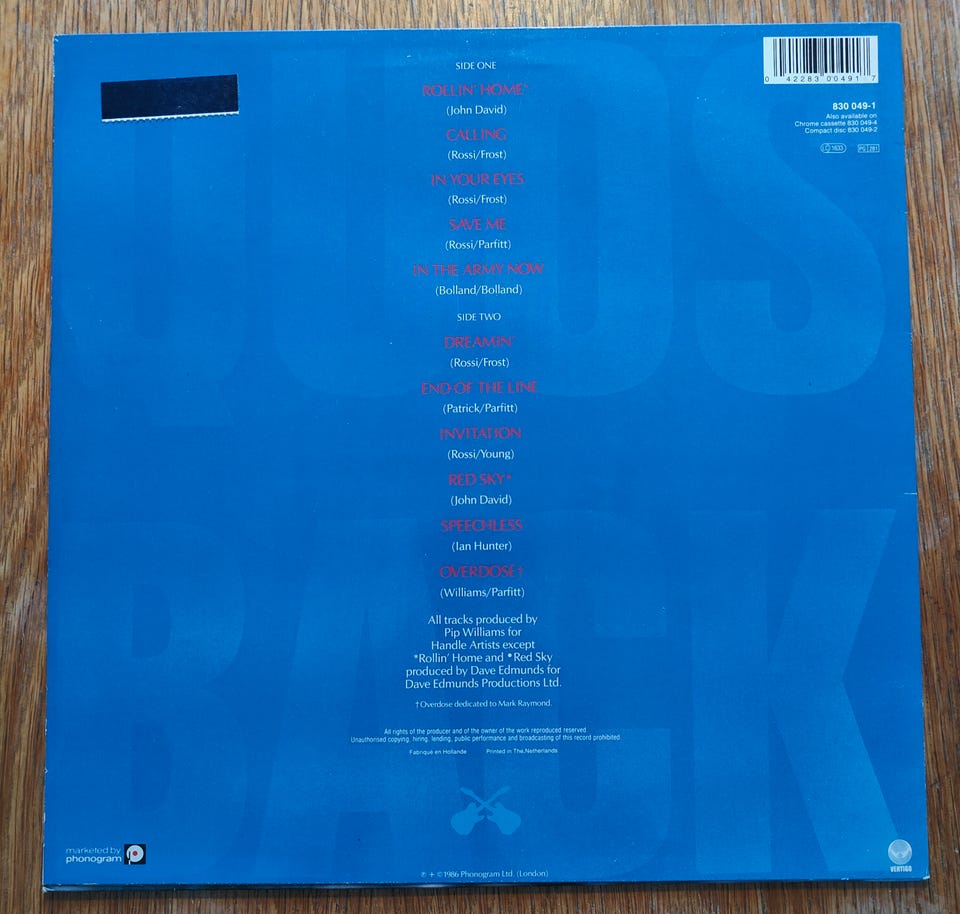 QUOS
BACK
SIDE ONE
ROLLIN' HOME*
(John David)
CALLING
(Rossi/Frost)
IN YOUR EYES
(Rossi/Frost)
SAVE ME
(Rossi/Parfitt)
IN THE ARMY NOW
(Bolland/Bolland)
SIDE TWO
DREAMIN'
(Rossi/Frost)
END OF THE LINE
(Patrick/Parfitt)
INVITATION
(Rossi/Young)
RED SKY*
(John David)
SPEECHLESS
(Ian Hunter)
OVERDOSE†
(Williams/Parfitt)
All tracks produced by
Pip Williams for
Handle Artists except
*Rollin' Home and *Red Sky
produced by Dave Edmunds for
Dave Edmunds Productions Ltd.
†Overdose dedicated to Mark Raymond.
All rights of the producer and of the owner of the work reproduced reserved
Unauthorised copying, hiring, lending, public performance and broadcasting of this record prohibited
Fabriqué en Hollande Printed in The Netherlands
0 42283 00491 7
830 049-1
Also available on
Chrome cassette 830 049-4
Compact disc 830 049-2
LC 1633 PG 281
marketed by
phonogram
℗ + ©1986 Phonogram Ltd. (London)
VERTIGO